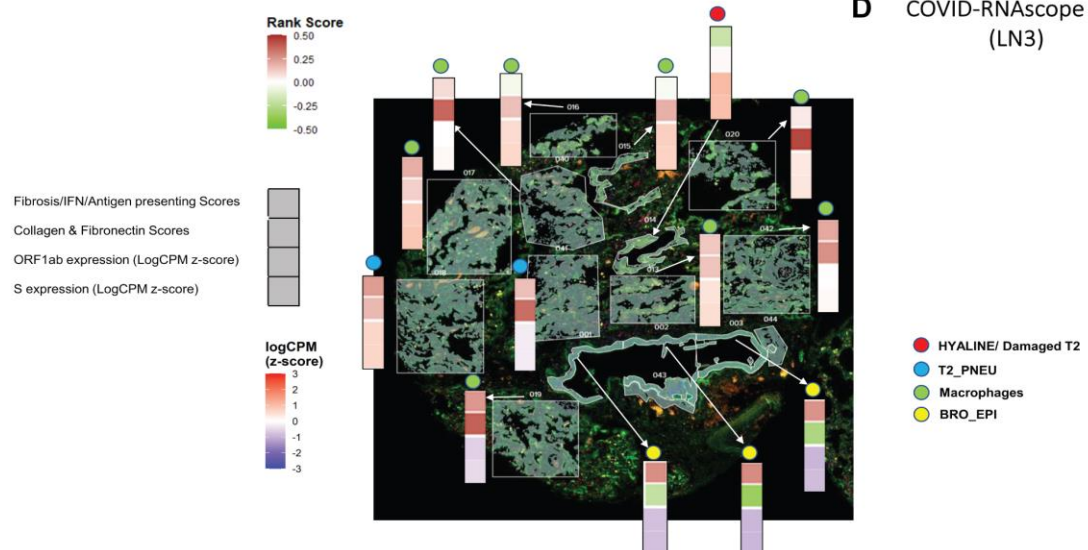 D
COVID-RNAscope
(LN3)
Rank Score
0.50
0.25
0.00
-0.25
-0.50
Fibrosis/IFN/Antigen presenting Scores
Collagen & Fibronectin Scores
ORF1ab expression (LogCPM z-score)
S expression (LogCPM z-score)
logCPM
(z-score)
3
2
1
0
-1
-2
-3
016
015
020
040
017
014
042
041
013
018
001
002
003
044
043
019
HYALINE/ Damaged T2
T2_PNEU
Macrophages
BRO_EPI